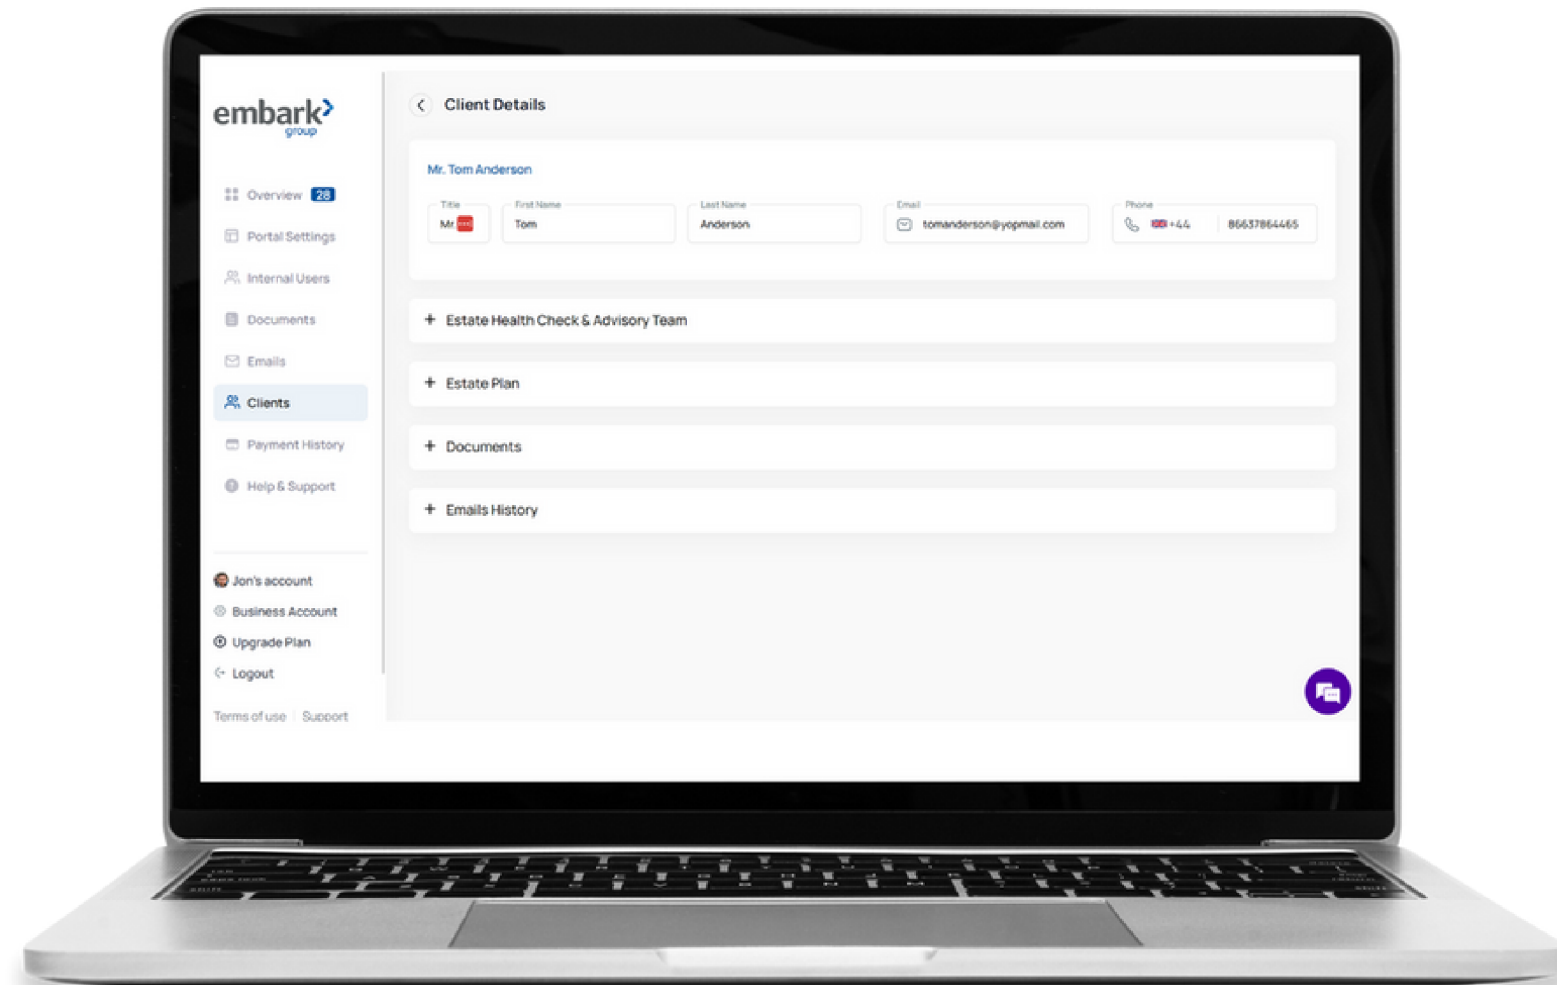 embark
group
Overview 28
Portal Settings
Internal Users
Documents
Emails
Clients
Payment History
Help & Support
Jon's account
Business Account
Upgrade Plan
Logout
Terms of use Support
Client Details
Mr. Tom Anderson
Title First Name Last Name Email Phone
Mr. Tom Anderson tomanderson@yopmail.com +44 86637864465
+ Estate Health Check & Advisory Team
+ Estate Plan
+ Documents
+ Emails History